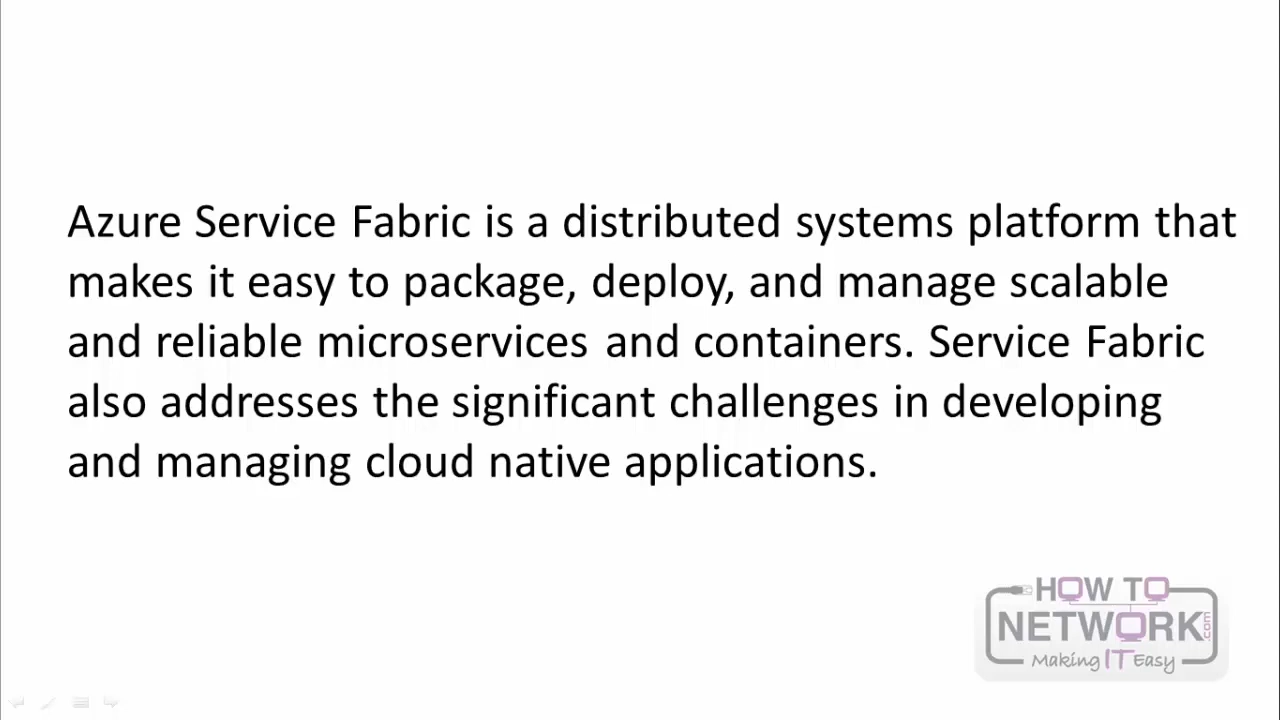 Azure Service Fabric is a distributed systems platform that
makes it easy to package, deploy, and manage scalable
and reliable microservices and containers. Service Fabric
also addresses the significant challenges in developing
and managing cloud native applications.
HOW TO
NETWORK.com
Making IT Easy